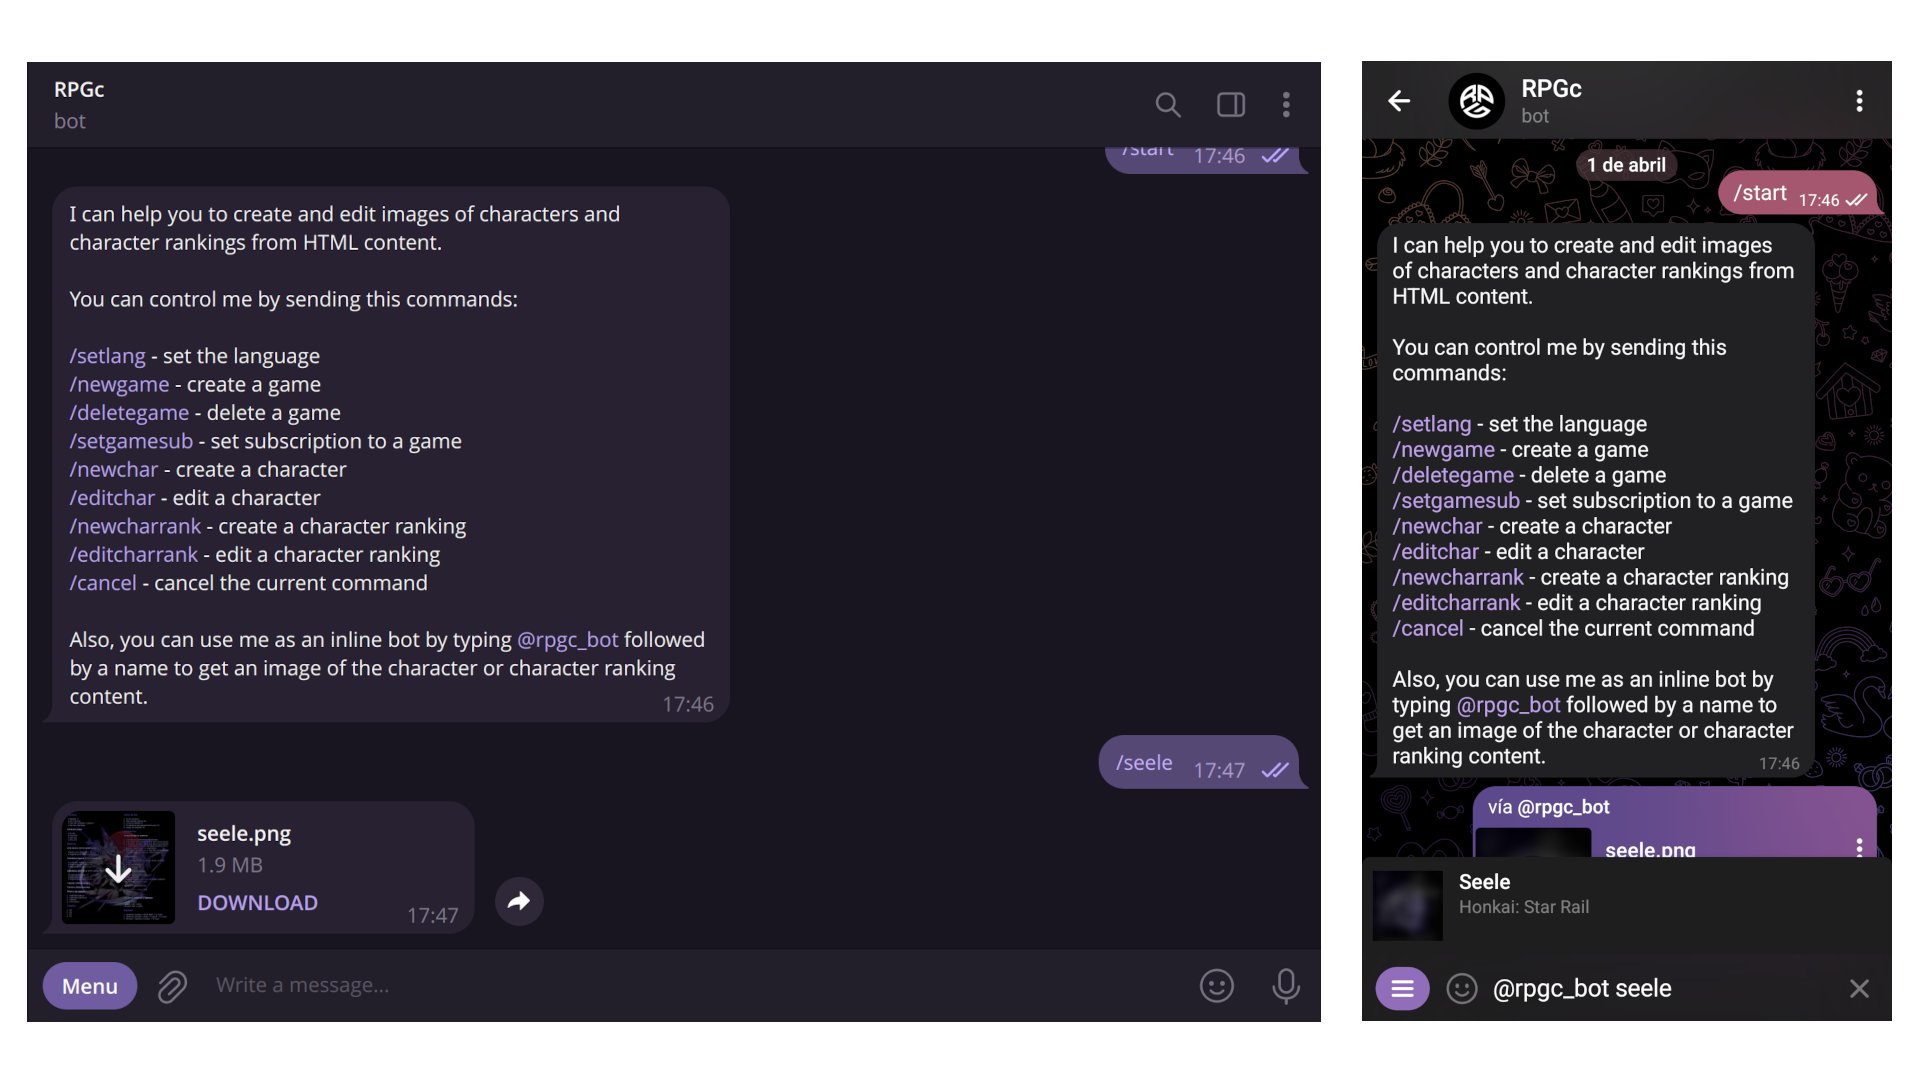 RPGc
bot
/start 17:46
I can help you to create and edit images of characters and
character rankings from HTML content.
You can control me by sending this commands:
/setlang - set the language
/newgame - create a game
/deletegame - delete a game
/setgamesub - set subscription to a game
/newchar - create a character
/editchar - edit a character
/newcharrank - create a character ranking
/editcharrank - edit a character ranking
/cancel - cancel the current command
Also, you can use me as an inline bot by typing @rpgc_bot followed
by a name to get an image of the character or character ranking
content.
17:46
/seele 17:47
seele.png
1.9 MB
DOWNLOAD
17:47
Menu
Write a message...
RPGc
bot
1 de abril
/start 17:46
I can help you to create and edit images
of characters and character rankings from
HTML content.
You can control me by sending this
commands:
/setlang - set the language
/newgame - create a game
/deletegame - delete a game
/setgamesub - set subscription to a game
/newchar - create a character
/editchar - edit a character
/newcharrank - create a character ranking
/editcharrank - edit a character ranking
/cancel - cancel the current command
Also, you can use me as an inline bot by
typing @rpgc_bot followed by a name to
get an image of the character or character
ranking content.
17:46
vía @rpgc_bot
seele.png
Seele
Honkai: Star Rail
@rpgc_bot seele